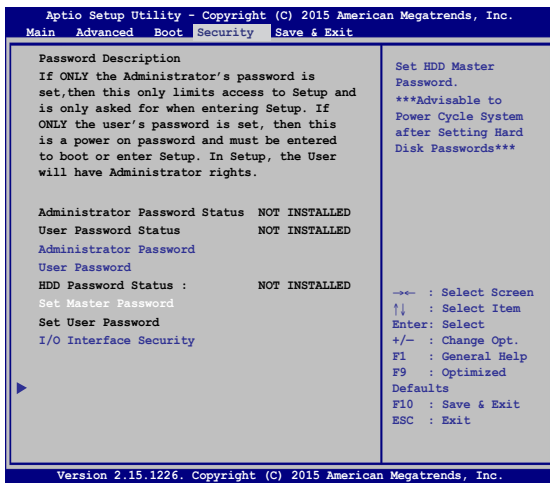 Aptio Setup Utility - Copyright (C) 2015 American Megatrends, Inc.
Main Advanced Boot Security Save & Exit
Password Description
If ONLY the Administrator's password is
set,then this only limits access to Setup and
is only asked for when entering Setup. If
ONLY the user's password is set, then this
is a power on password and must be entered
to boot or enter Setup. In Setup, the User
will have Administrator rights.
Administrator Password Status NOT INSTALLED
User Password Status NOT INSTALLED
Administrator Password
User Password
HDD Password Status : NOT INSTALLED
Set Master Password
Set User Password
I/O Interface Security
Set HDD Master
Password.
***Advisable to
Power Cycle System
after Setting Hard
Disk Passwords***
→← : Select Screen
↑↓ : Select Item
Enter: Select
+/— : Change Opt.
F1 : General Help
F9 : Optimized
Defaults
F10 : Save & Exit
ESC : Exit
Version 2.15.1226. Copyright (C) 2015 American Megatrends, Inc.